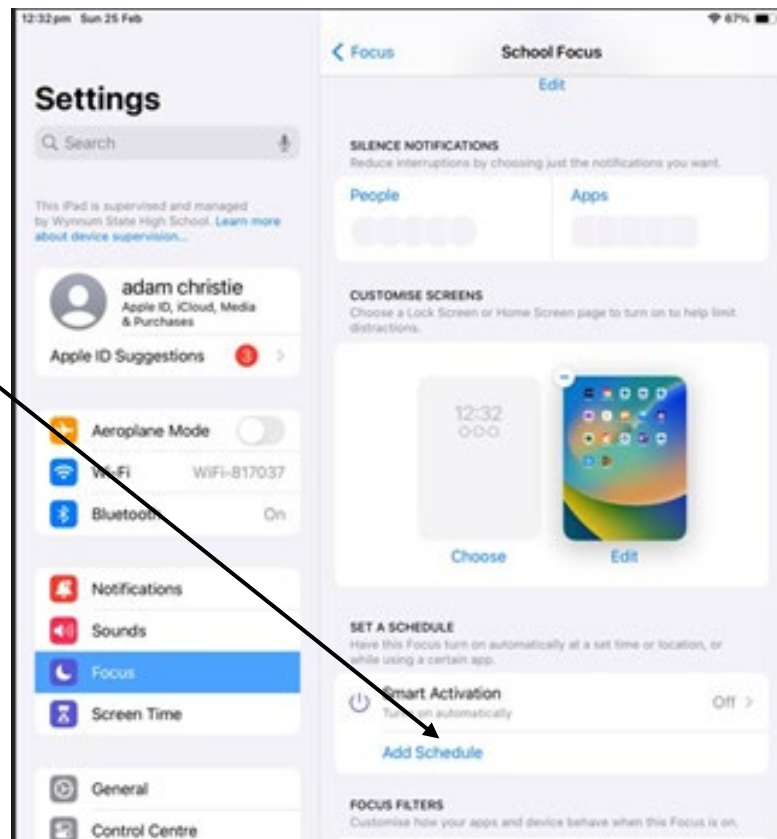 12:32 pm Sun 25 Feb
67%
Settings
Search
This iPad is supervised and managed
by Wynnum State High School. Learn more
about device supervision...
adam christie
Apple ID, iCloud, Media
& Purchases
Apple ID Suggestions 3
Aeroplane Mode
Wi-Fi WiFi-817037
Bluetooth On
Notifications
Sounds
Focus
Screen Time
General
Control Centre
Focus
School Focus
Edit
SILENCE NOTIFICATIONS
Reduce interruptions by choosing just the notifications you want.
People
Apps
CUSTOMISE SCREENS
Choose a Lock Screen or Home Screen page to turn on to help limit
distractions.
12:32
Choose
Edit
SET A SCHEDULE
Have this Focus turn on automatically at a set time or location, or
while using a certain app.
Smart Activation Off
Turns on automatically
Add Schedule
FOCUS FILTERS
Customise how your apps and device behave when this Focus is on.